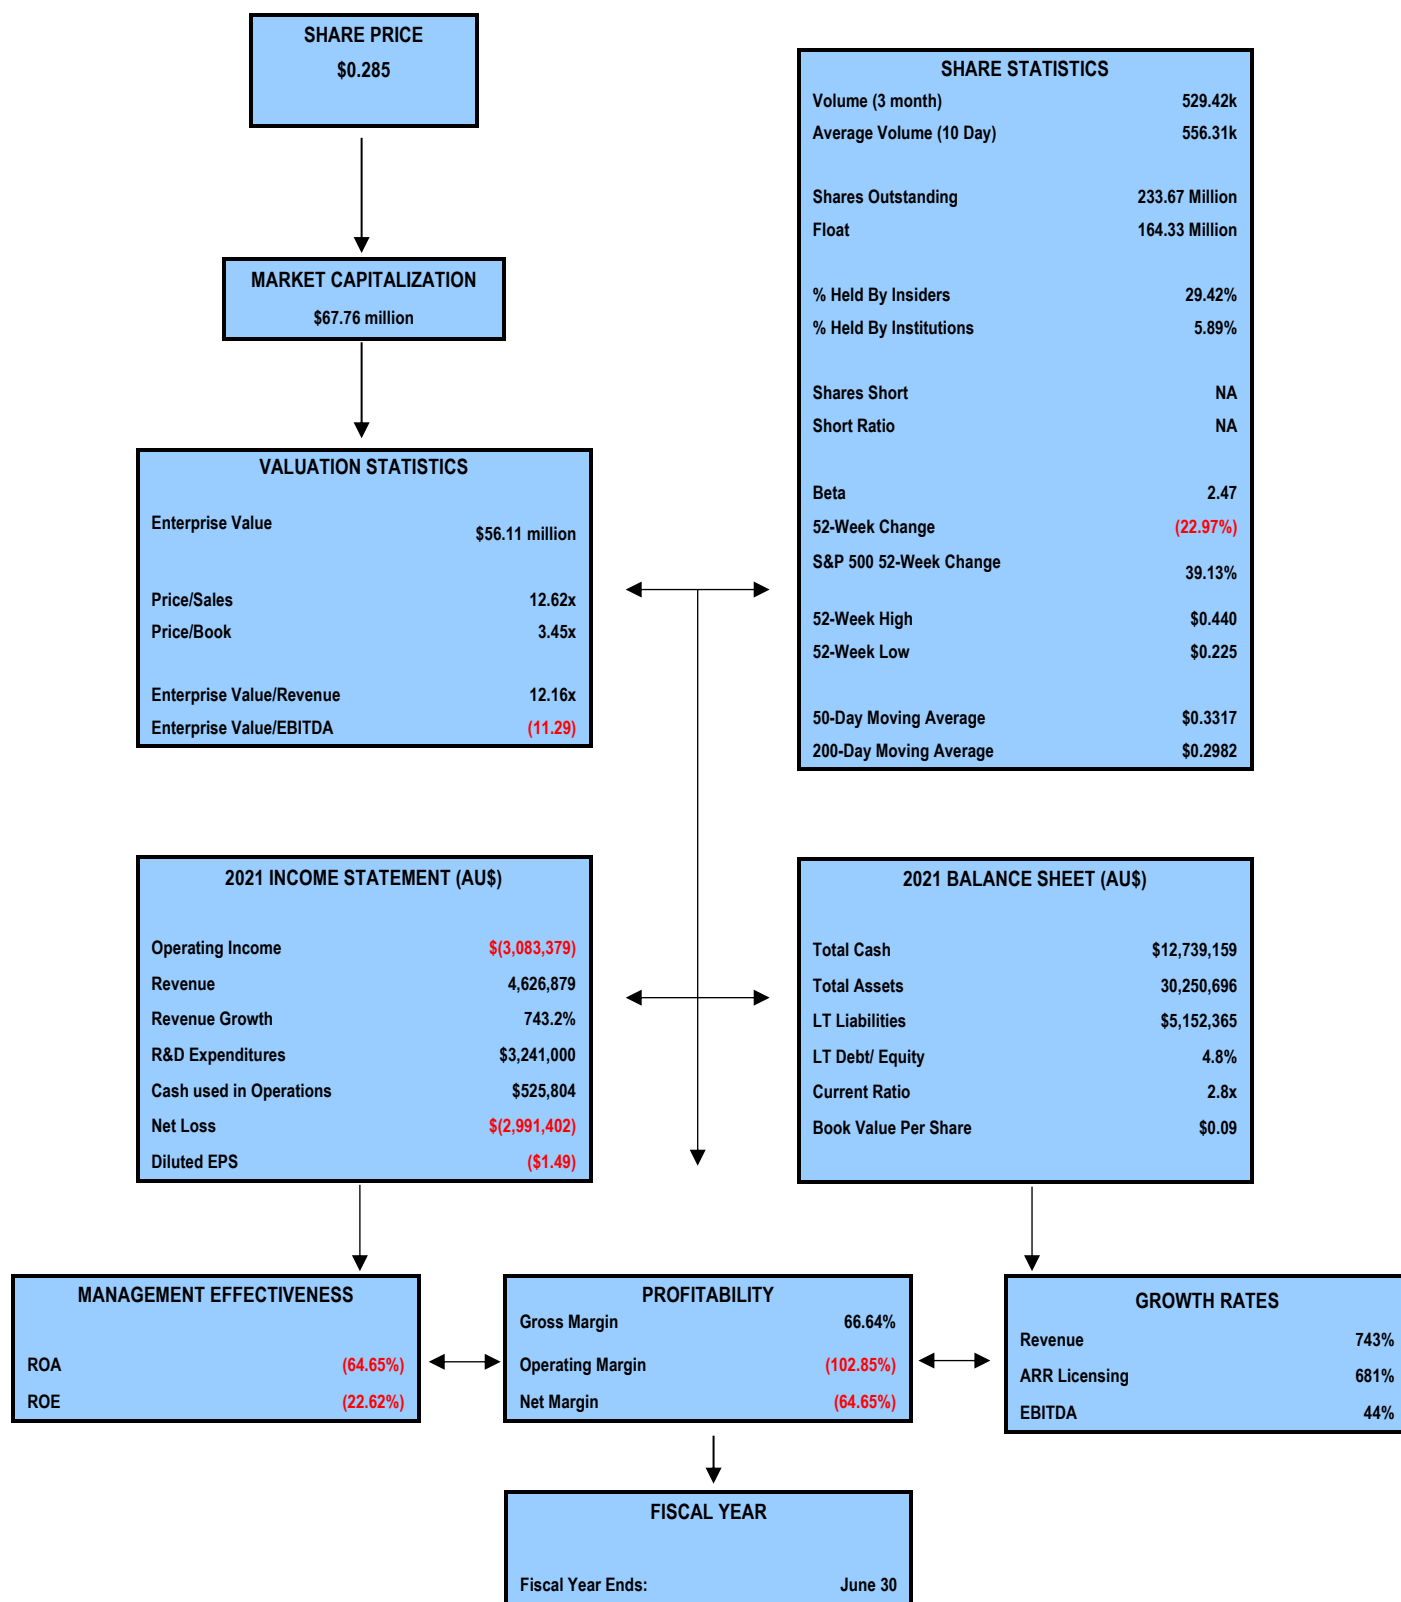 SHARE PRICE
$0.285
MARKET CAPITALIZATION
$67.76 million
VALUATION STATISTICS
Enterprise Value $56.11 million
Price/Sales 12.62x
Price/Book 3.45x
Enterprise Value/Revenue 12.16x
Enterprise Value/EBITDA (11.29)
SHARE STATISTICS
Volume (3 month) 529.42k
Average Volume (10 Day) 556.31k
Shares Outstanding 233.67 Million
Float 164.33 Million
% Held By Insiders 29.42%
% Held By Institutions 5.89%
Shares Short NA
Short Ratio NA
Beta 2.47
52-Week Change (22.97%)
S&P 500 52-Week Change 39.13%
52-Week High $0.440
52-Week Low $0.225
50-Day Moving Average $0.3317
200-Day Moving Average $0.2982
2021 INCOME STATEMENT (AU$)
Operating Income $(3,083,379)
Revenue 4,626,879
Revenue Growth 743.2%
R&D Expenditures $3,241,000
Cash used in Operations $525,804
Net Loss $(2,991,402)
Diluted EPS ($1.49)
2021 BALANCE SHEET (AU$)
Total Cash $12,739,159
Total Assets 30,250,696
LT Liabilities $5,152,365
LT Debt/ Equity 4.8%
Current Ratio 2.8x
Book Value Per Share $0.09
MANAGEMENT EFFECTIVENESS
ROA (64.65%)
ROE (22.62%)
PROFITABILITY
Gross Margin 66.64%
Operating Margin (102.85%)
Net Margin (64.65%)
GROWTH RATES
Revenue 743%
ARR Licensing 681%
EBITDA 44%
FISCAL YEAR
Fiscal Year Ends: June 30